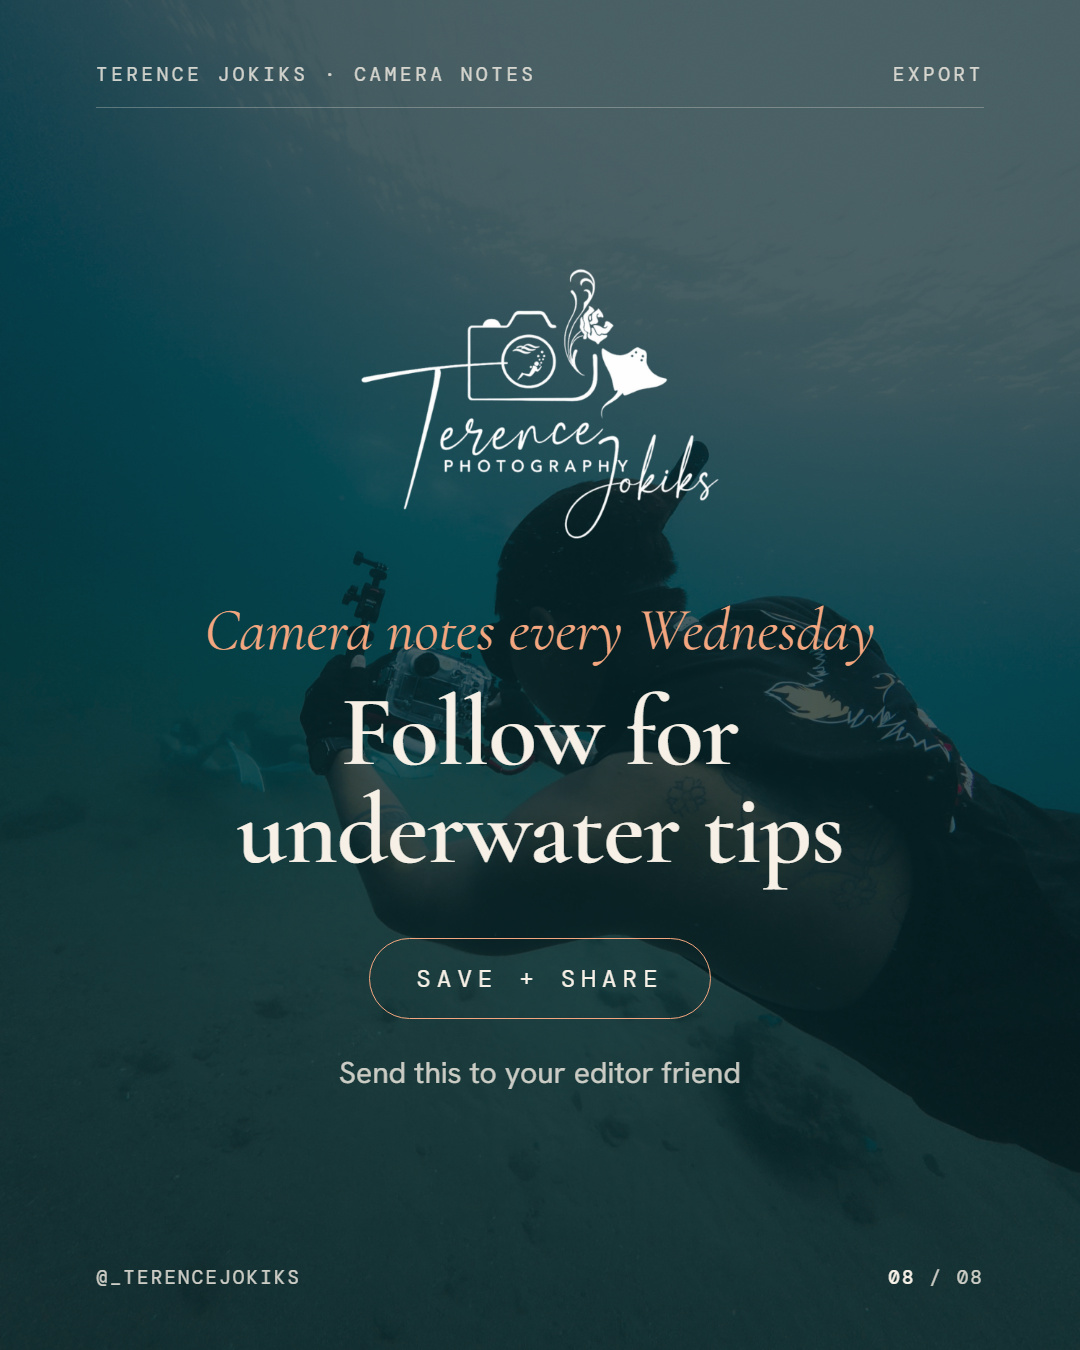 TERENCE JOKIKS · CAMERA NOTES
EXPORT
Terence
PHOTOGRAPHY
Jokiks
Camera notes every Wednesday
Follow for
underwater tips
SAVE + SHARE
Send this to your editor friend
@_TERENCEJOKIKS
08 / 08